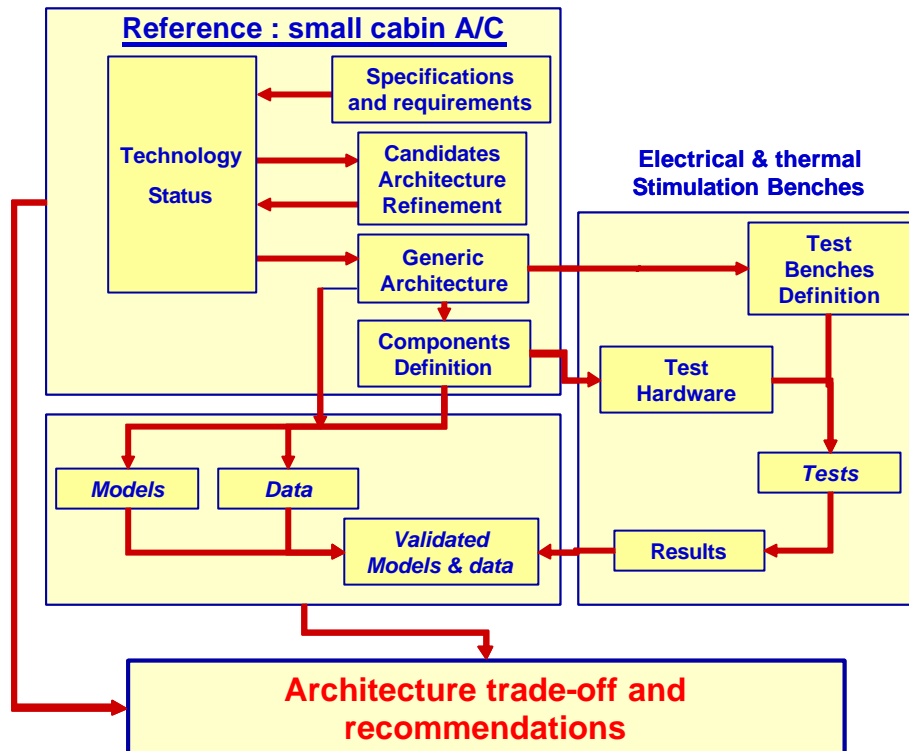 Reference : small cabin A/C
Specifications
and requirements
Technology
Status
Candidates
Architecture
Refinement
Generic
Architecture
Components
Definition
Electrical & thermal
Stimulation Benches
Test
Benches
Definition
Test
Hardware
Tests
Results
Models
Data
Validated
Models & data
Architecture trade-off and
recommendations